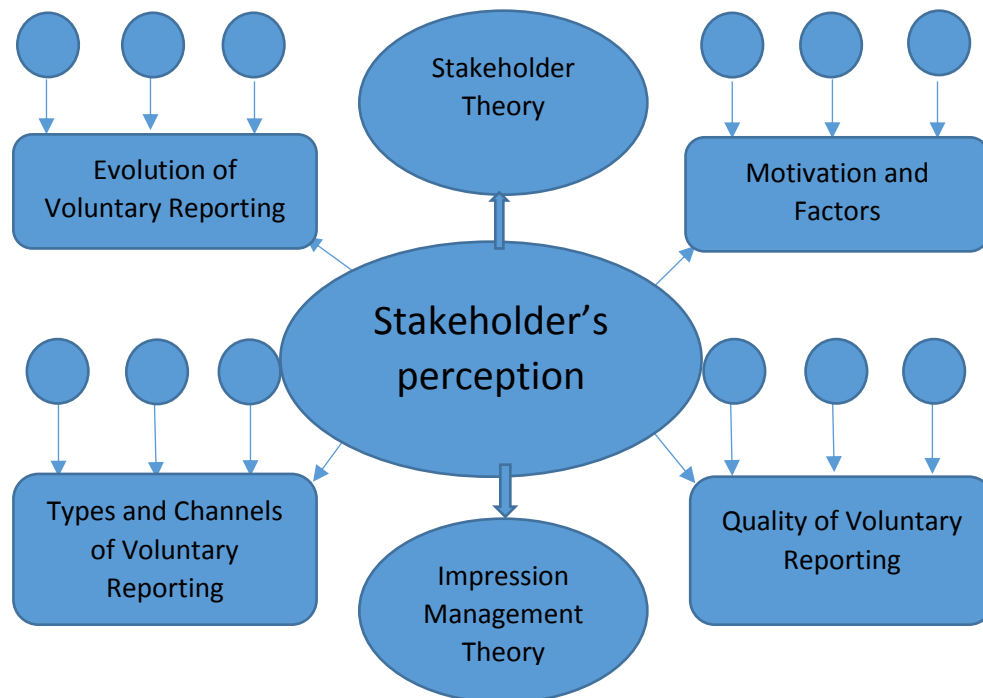 Stakeholder
Theory
Evolution of
Voluntary Reporting
Motivation and
Factors
Stakeholder’s
perception
Types and Channels
of Voluntary
Reporting
Quality of Voluntary
Reporting
Impression
Management
Theory